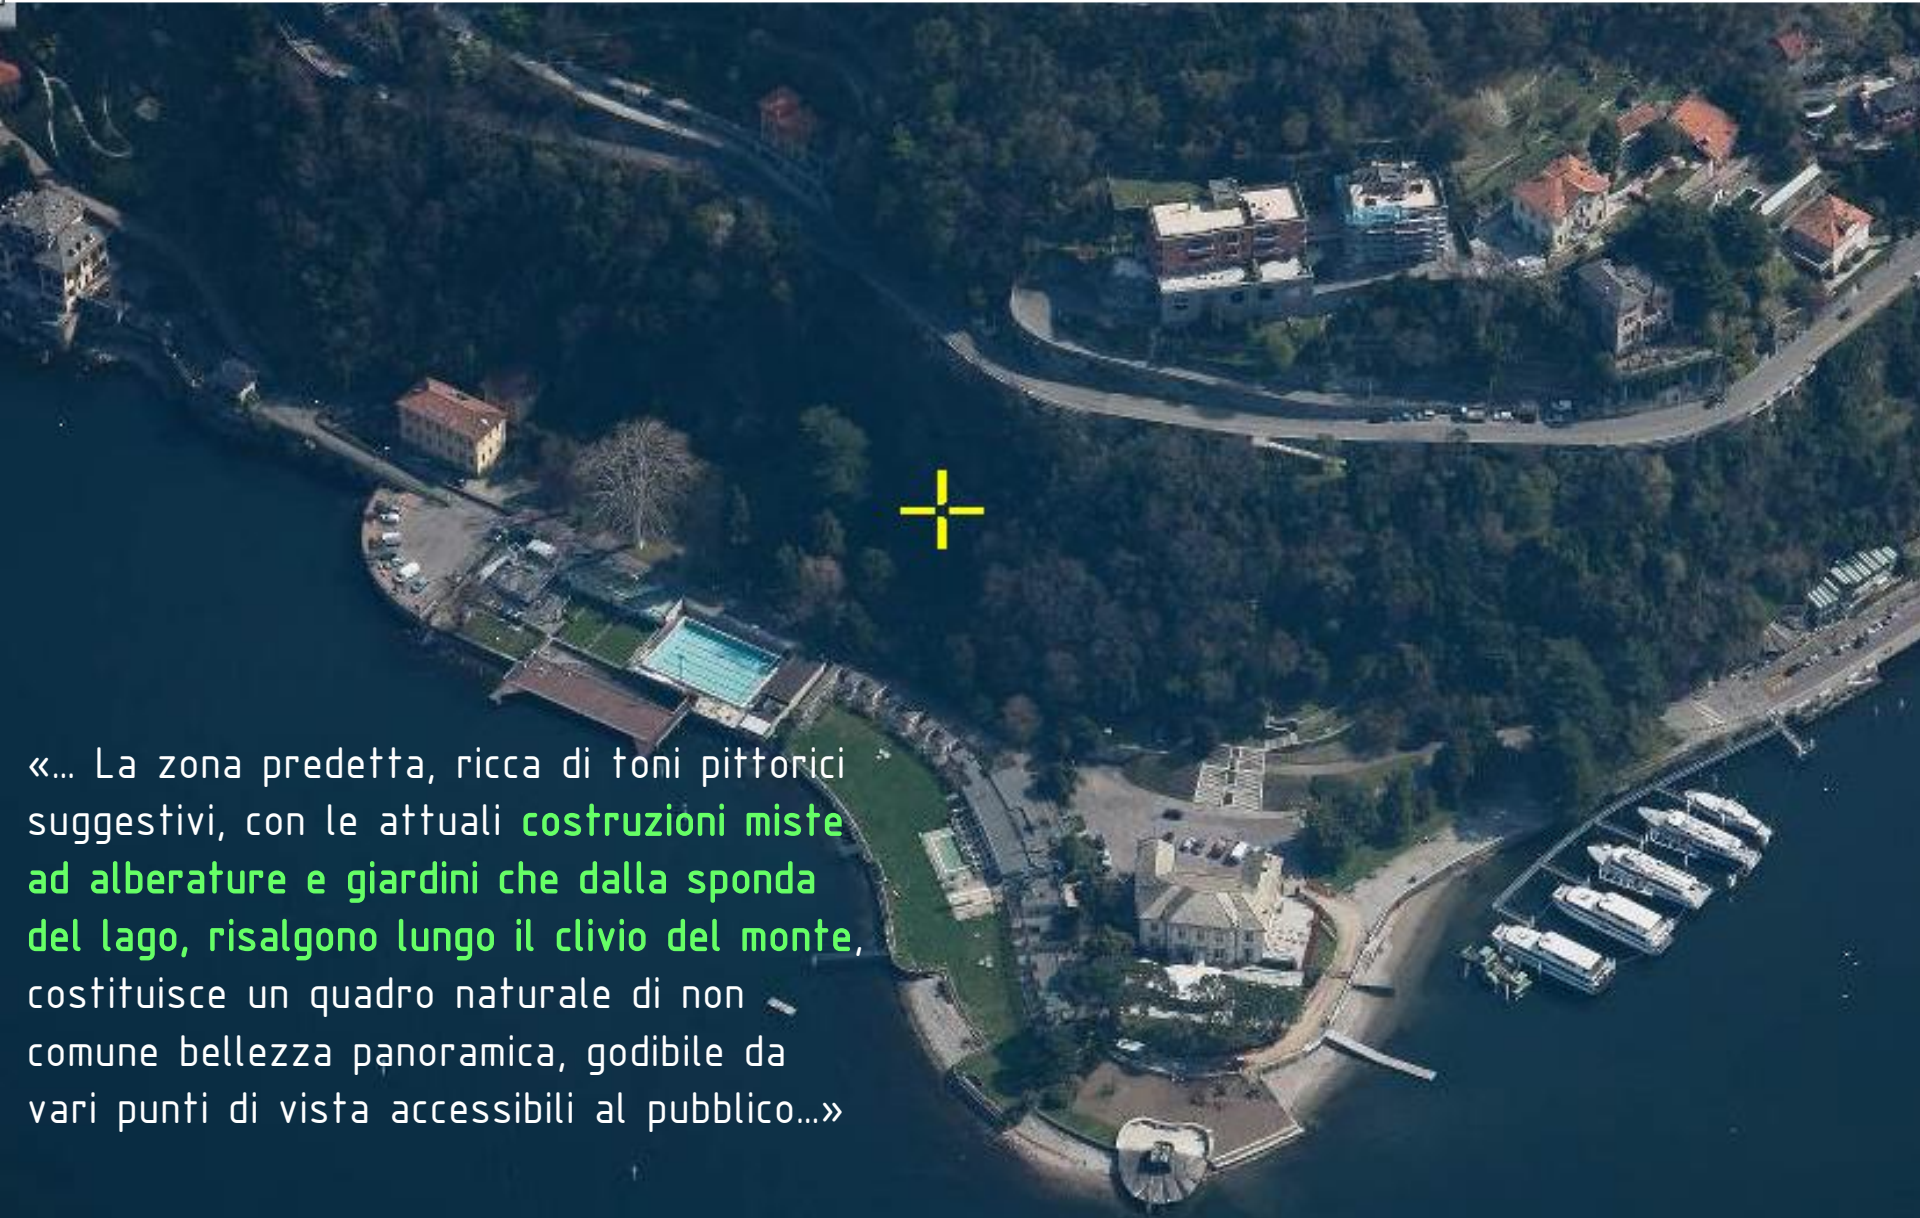 «... La zona predetta, ricca di toni pittorici
suggestivi, con le attuali costruzioni miste
ad alberature e giardini che dalla sponda
del lago, risalgono lungo il clivio del monte,
costituisce un quadro naturale di non
comune bellezza panoramica, godibile da
vari punti di vista accessibili al pubblico...»